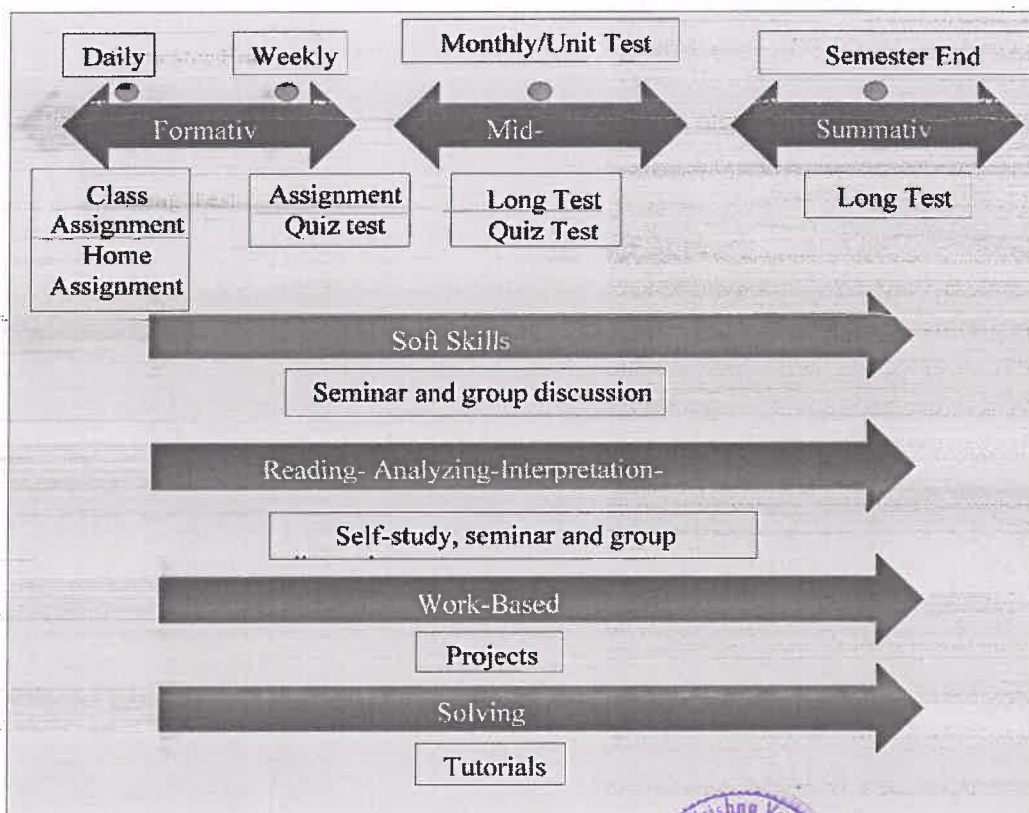 Daily
Weekly
Monthly/Unit Test
Semester End
Formativ
Mid-
Summativ
Class
Assignment
Home
Assignment
Assignment
Quiz test
Long Test
Quiz Test
Long Test
Soft Skills
Seminar and group discussion
Reading- Analyzing-Interpretation-
Self-study, seminar and group
Work-Based
Projects
Solving
Tutorials